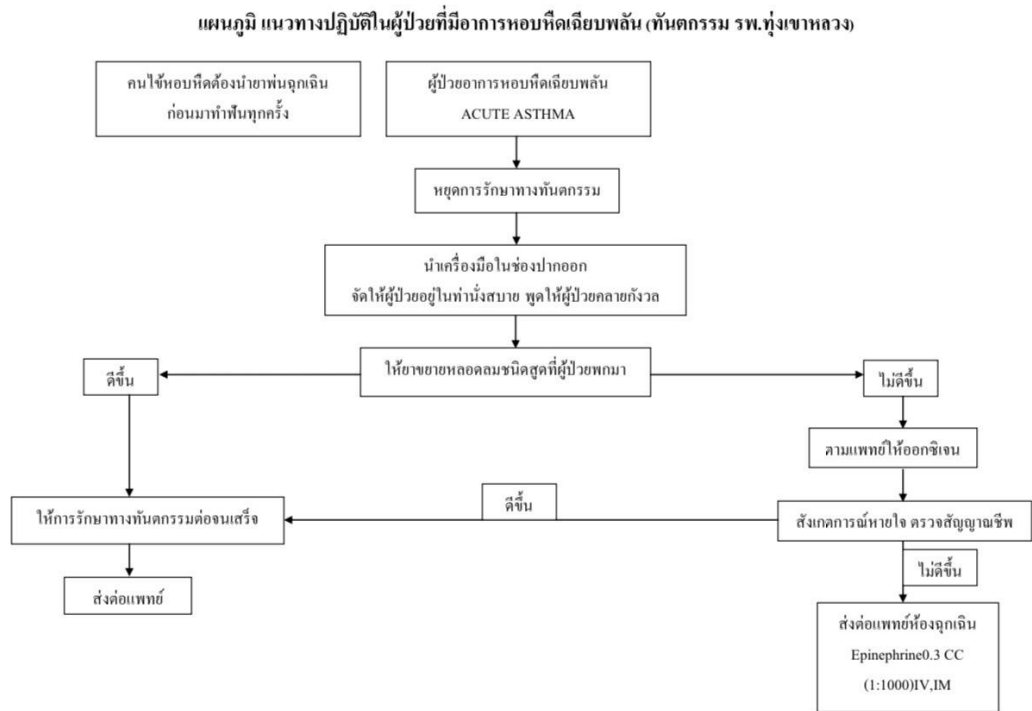 แผนภูมิ แนวทางปฏิบัติในผู้ป่วยที่มีอาการหอบหืดเฉียบพลัน (ทันตกรรม รพ.ทุ่งเขาหลวง)
คนไข้หอบหืดต้องนำยาพ่นฉุกเฉิน
ก่อนมาทำฟันทุกครั้ง
ผู้ป่วยอาการหอบหืดเฉียบพลัน
ACUTE ASTHMA
หยุดการรักษาทางทันตกรรม
นำเครื่องมือในช่องปากออก
จัดให้ผู้ป่วยอยู่ในท่านั่งสบาย พูดให้ผู้ป่วยคลายกังวล
ให้ยาขยายหลอดลมชนิดสูดที่ผู้ป่วยพกมา
ดีขึ้น
ไม่ดีขึ้น
ตามแพทย์ให้ออกซิเจน
ดีขึ้น
ให้การรักษาทางทันตกรรมต่อจนเสร็จ
สังเกตการณ์หายใจ ตรวจสัญญาณชีพ
ไม่ดีขึ้น
ส่งต่อแพทย์
ส่งต่อแพทย์ห้องฉุกเฉิน
Epinephrine0.3 CC
(1:1000)IV,IM